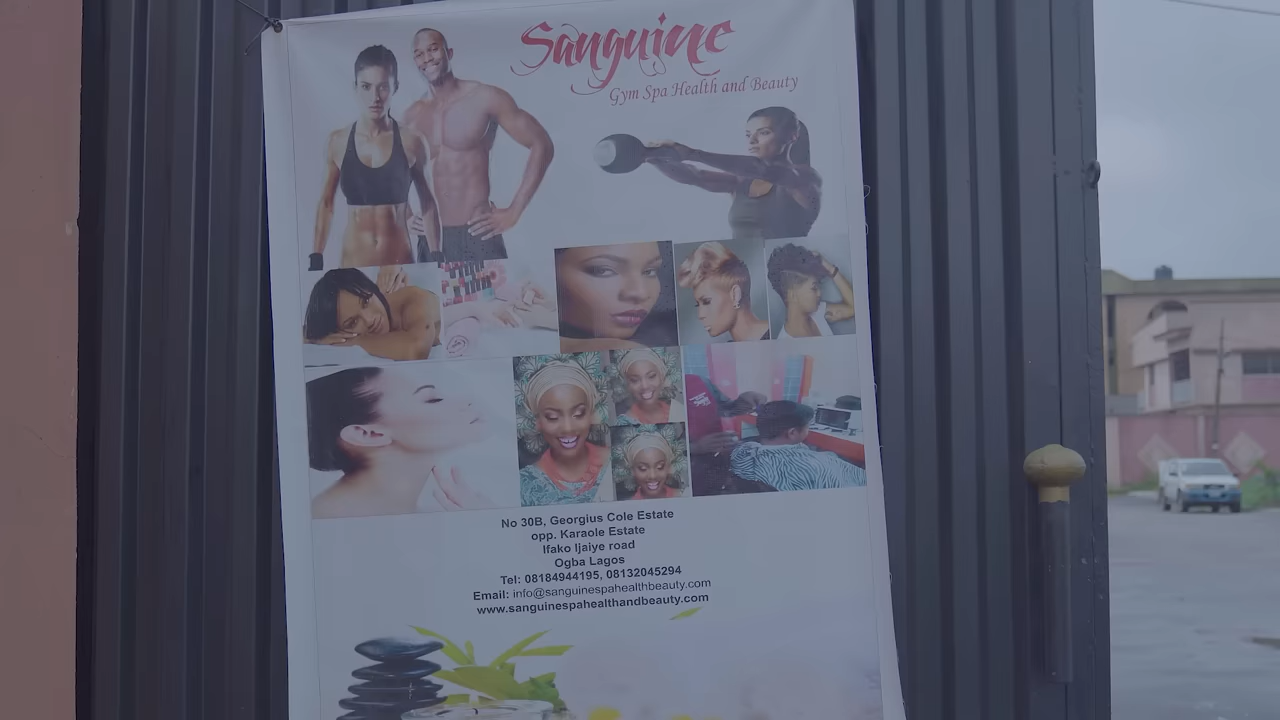 Sanguine
Gym Spa Health and Beauty
No 30B, Georgius Cole Estate
opp. Karaole Estate
Ifako Ijaiye road
Ogba Lagos
Tel: 08184944195, 08132045294
Email: info@sanguinespahealthbeauty.com
www.sanguinespahealthandbeauty.com